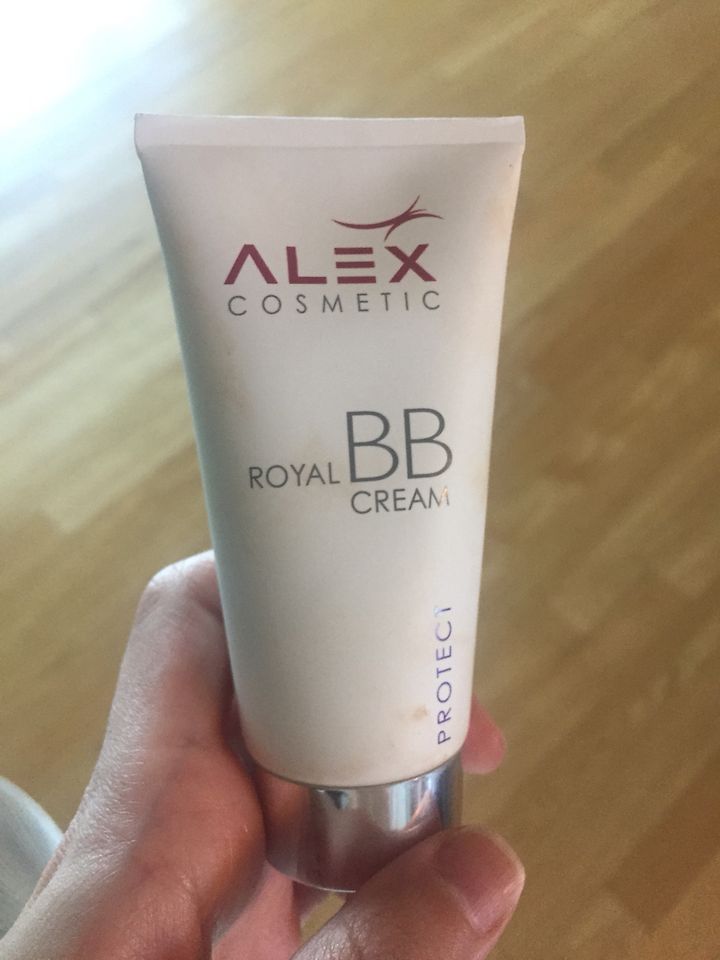 ALEX
COSMETIC
ROYAL BB
CREAM
PROTECT